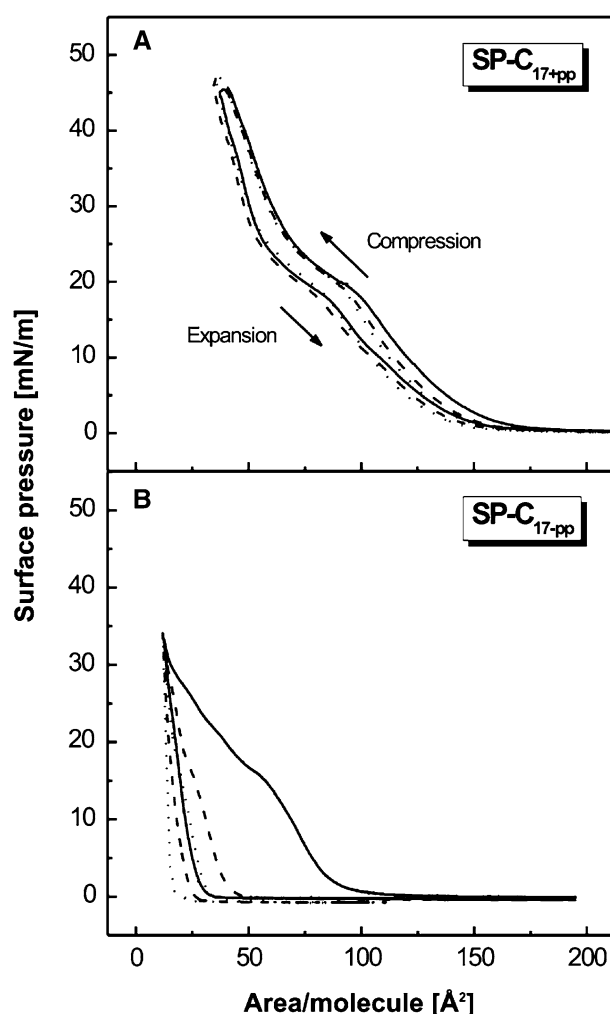 A
SP-C17+pp
50
40
30
20
10
0
Compression
Expansion
B
SP-C17-pp
50
40
30
20
10
0
0 50 100 150 200
Surface pressure [mN/m]
Area/molecule [Å²]